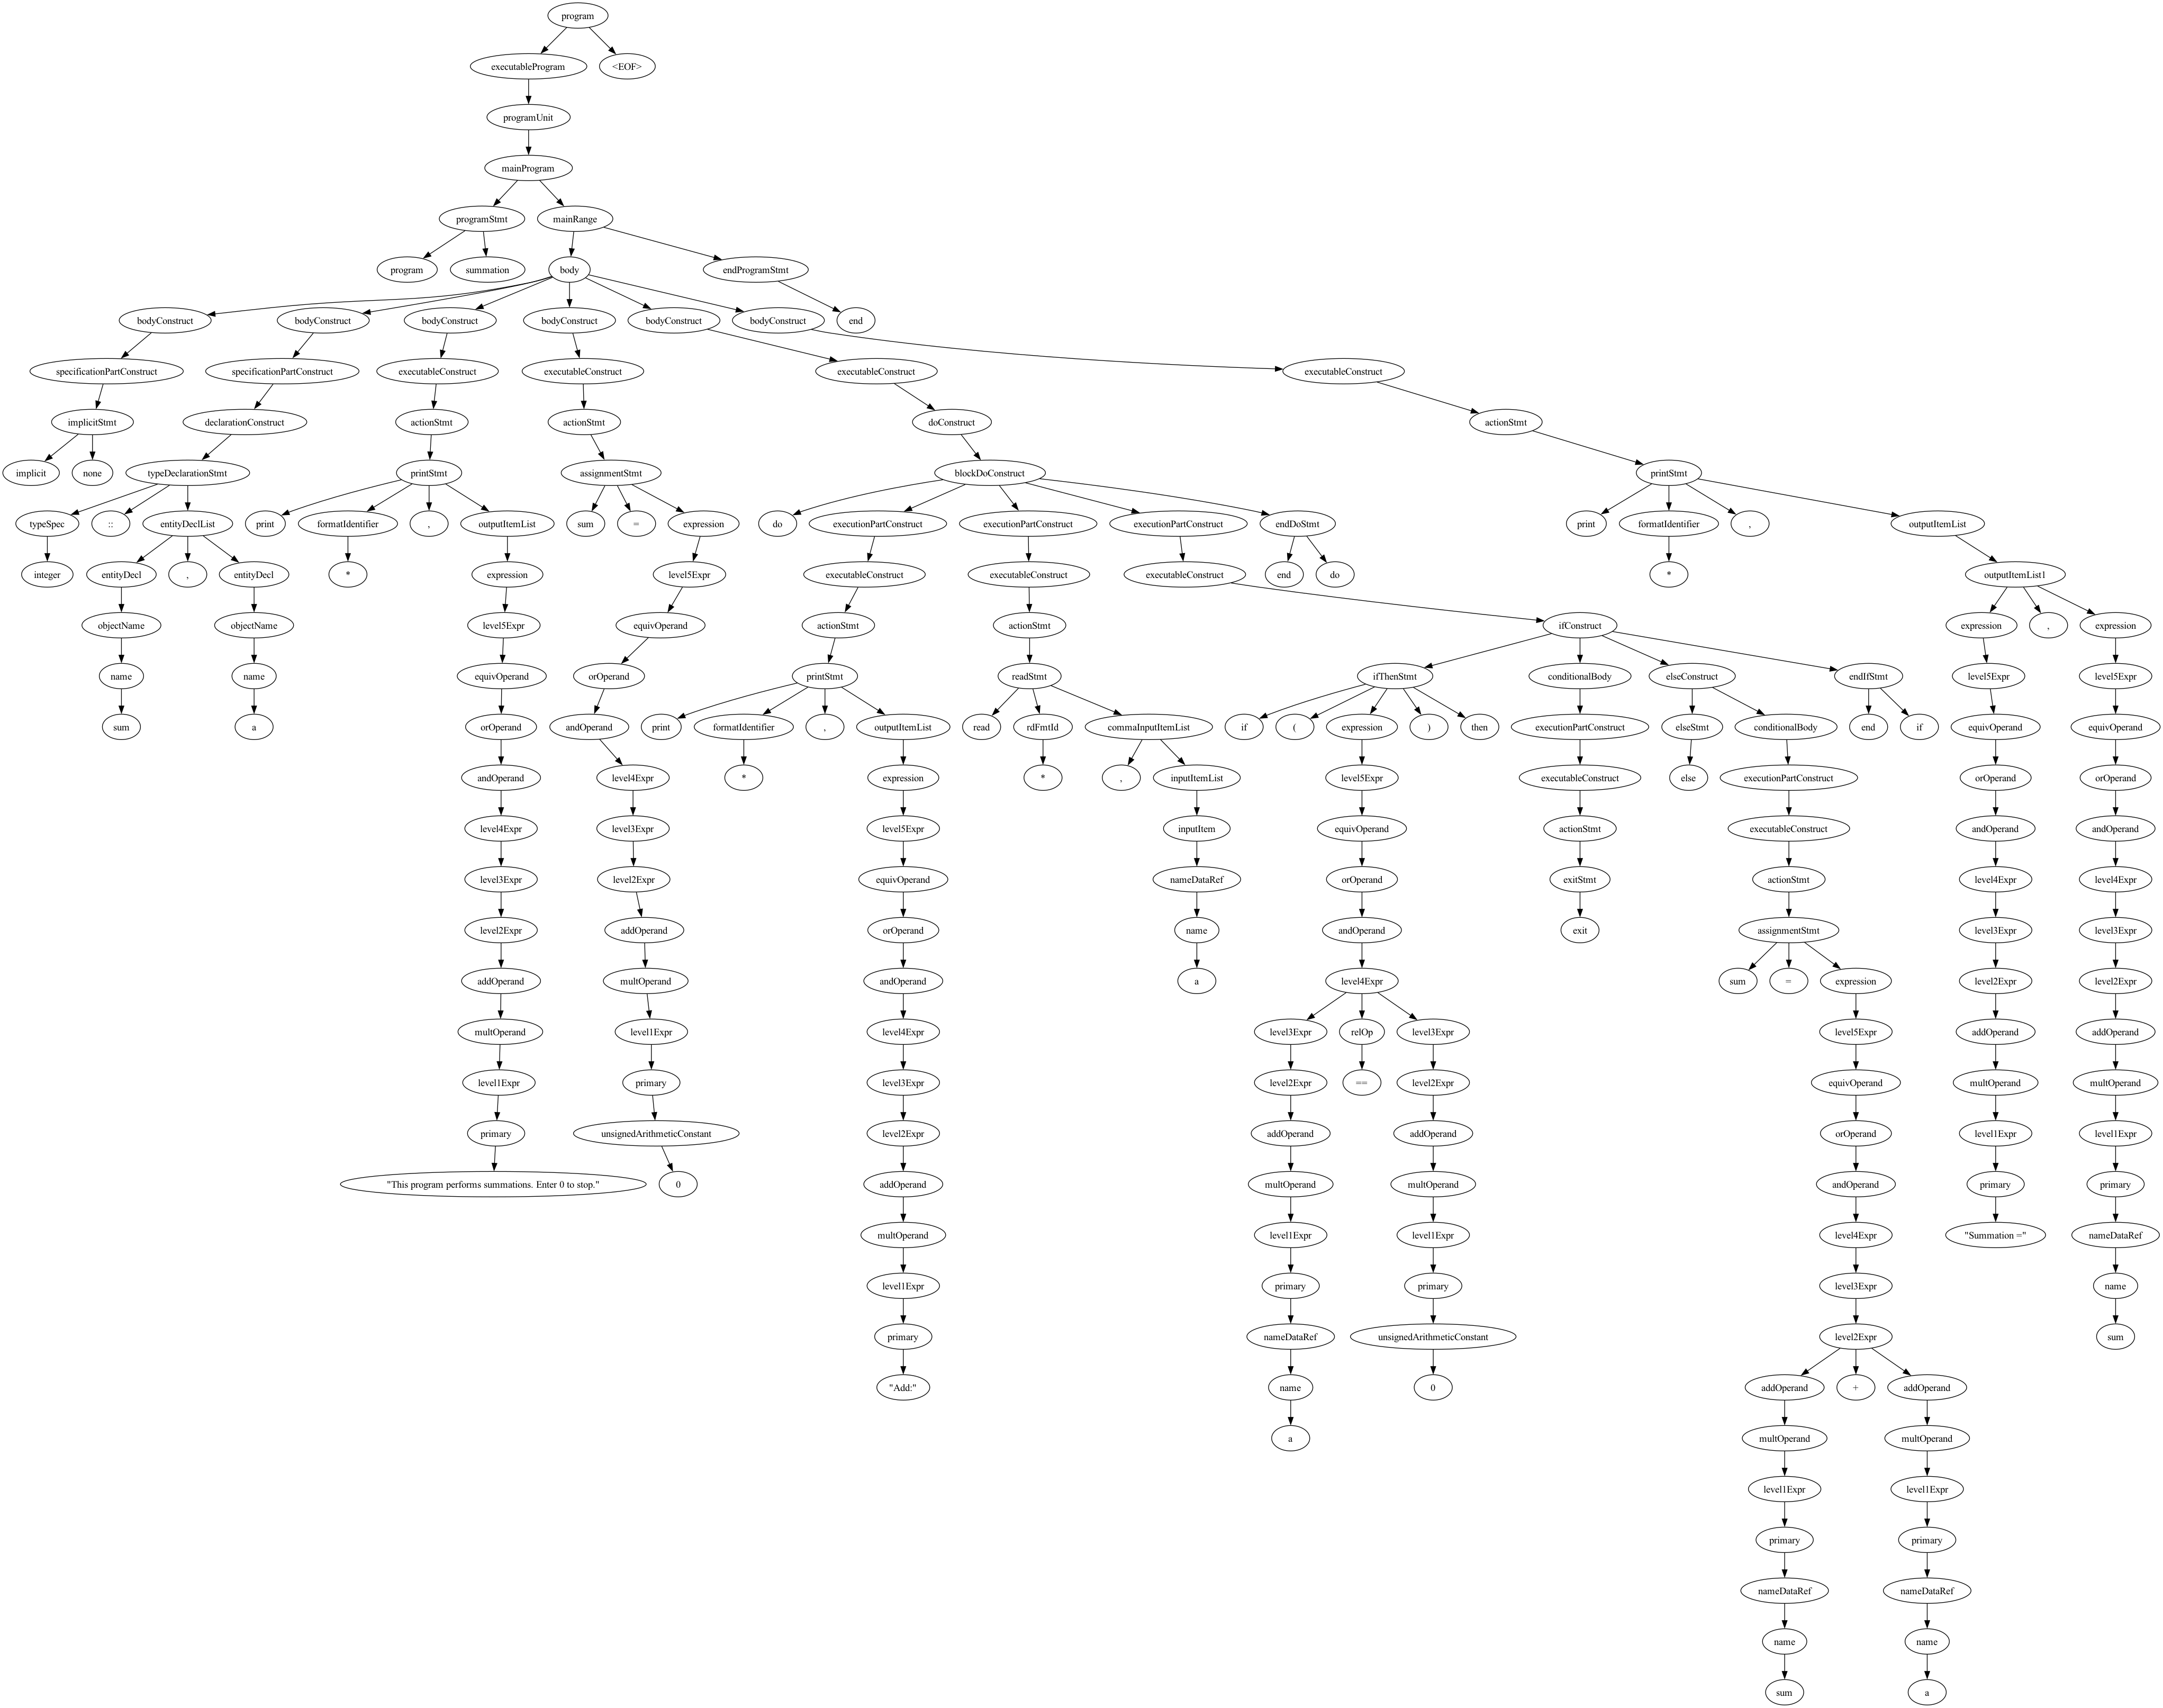 program
executableProgram <EOF>
programUnit
mainProgram
programStmt mainRange
program summation body endProgramStmt
bodyConstruct bodyConstruct bodyConstruct bodyConstruct bodyConstruct bodyConstruct end
specificationPartConstruct specificationPartConstruct executableConstruct executableConstruct executableConstruct executableConstruct
implicitStmt declarationConstruct actionStmt actionStmt doConstruct actionStmt
implicit none typeDeclarationStmt printStmt assignmentStmt blockDoConstruct printStmt
typeSpec :: entityDeclList print formatIdentifier , outputItemList sum = expression do executionPartConstruct executionPartConstruct executionPartConstruct endDoStmt print formatIdentifier , outputItemList
integer entityDecl , entityDecl * expression level5Expr executableConstruct executableConstruct executableConstruct end do * outputItemList1
objectName objectName level5Expr equivOperand actionStmt actionStmt ifConstruct expression , expression
name name equivOperand orOperand printStmt readStmt ifThenStmt conditionalBody elseConstruct endIfStmt level5Expr level5Expr
sum a orOperand andOperand print formatIdentifier , outputItemList read rdFmtId commaInputItemList if ( expression ) then executionPartConstruct elseStmt conditionalBody end if equivOperand equivOperand
andOperand level4Expr * expression * , inputItemList level5Expr executableConstruct else executionPartConstruct orOperand orOperand
level4Expr level3Expr level5Expr inputItem equivOperand actionStmt executableConstruct andOperand andOperand
level3Expr level2Expr equivOperand nameDataRef orOperand exitStmt actionStmt level4Expr level4Expr
level2Expr addOperand orOperand name andOperand exit assignmentStmt level3Expr level3Expr
addOperand multOperand andOperand a level4Expr sum = expression level2Expr level2Expr
multOperand level1Expr level4Expr level3Expr relOp level3Expr level5Expr addOperand addOperand
level1Expr primary level3Expr level2Expr == level2Expr equivOperand multOperand multOperand
primary unsignedArithmeticConstant level2Expr addOperand addOperand orOperand level1Expr level1Expr
"This program performs summations. Enter 0 to stop." 0 addOperand multOperand multOperand andOperand primary primary
multOperand level1Expr level1Expr level4Expr "Summation =" nameDataRef
level1Expr primary primary level3Expr name
primary nameDataRef unsignedArithmeticConstant level2Expr sum
"Add:" name 0 addOperand + addOperand
a multOperand multOperand
level1Expr level1Expr
primary primary
nameDataRef nameDataRef
name name
sum a